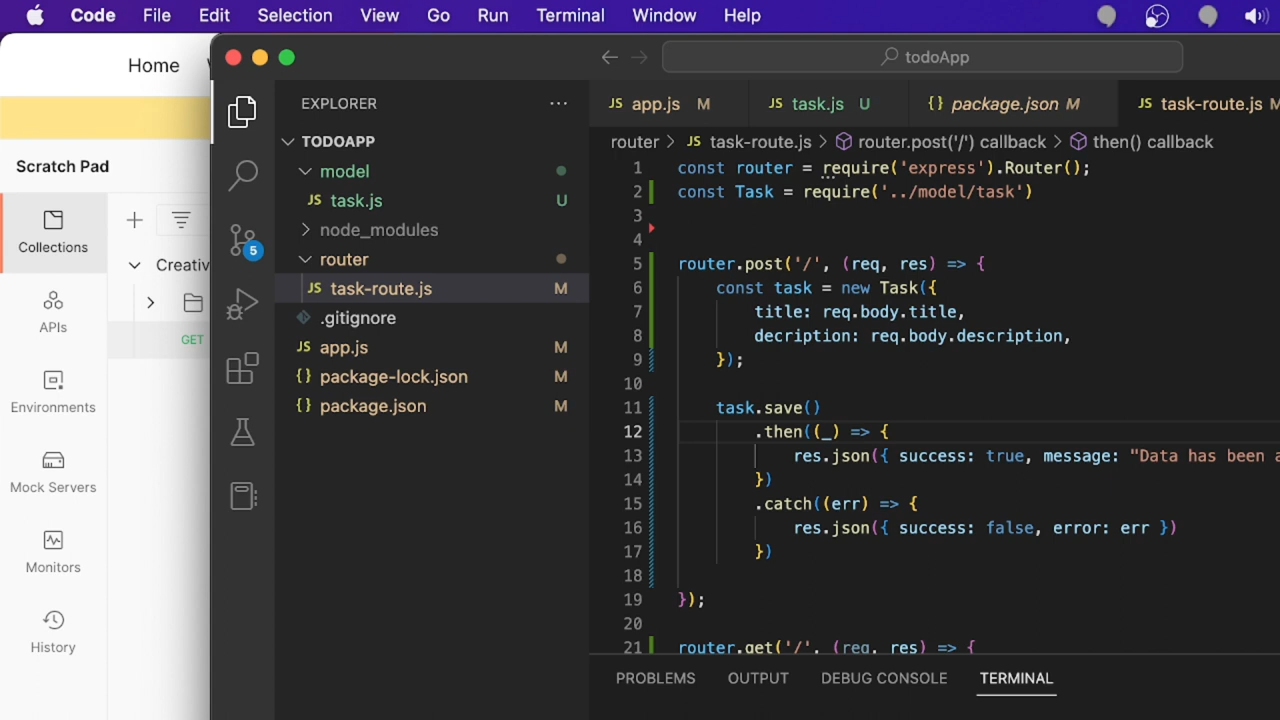 Code File Edit Selection View Go Run Terminal Window Help
Home
Scratch Pad
Collections
Creativ
APIs
GET
Environments
Mock Servers
Monitors
History
todoApp
EXPLORER
TODOAPP
model
task.js U
node_modules
router
task-route.js M
.gitignore
app.js M
package-lock.json M
package.json M
5
JS app.js M JS task.js U {} package.json M JS task-route.js M
router > JS task-route.js > router.post('/') callback > then() callback
1 const router = require('express').Router();
2 const Task = require('../model/task')
3
4
5 router.post('/', (req, res) => {
6 const task = new Task({
7 title: req.body.title,
8 decription: req.body.description,
9 });
10
11 task.save()
12 .then((_) => {
13 res.json({ success: true, message: "Data has been a
14 })
15 .catch((err) => {
16 res.json({ success: false, error: err })
17 })
18
19 });
20
21 router.get('/', (req, res) => {
PROBLEMS OUTPUT DEBUG CONSOLE TERMINAL